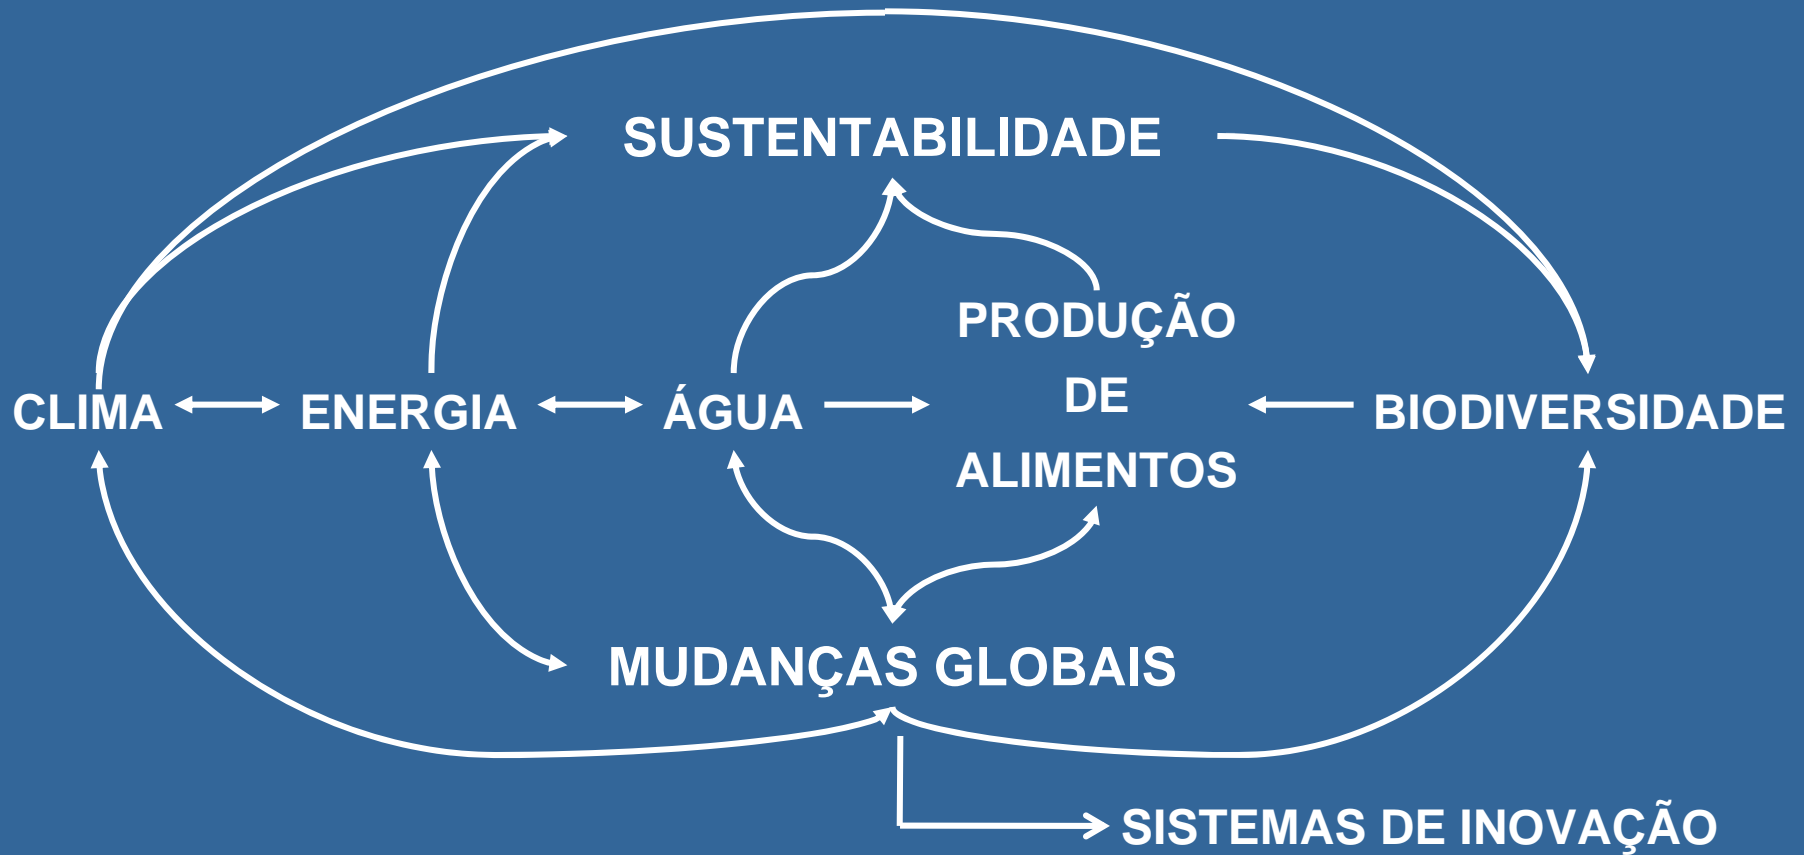 SUSTENTABILIDADE
PRODUÇÃO
DE
ALIMENTOS
CLIMA
ENERGIA
ÁGUA
BIODIVERSIDADE
MUDANÇAS GLOBAIS
SISTEMAS DE INOVAÇÃO